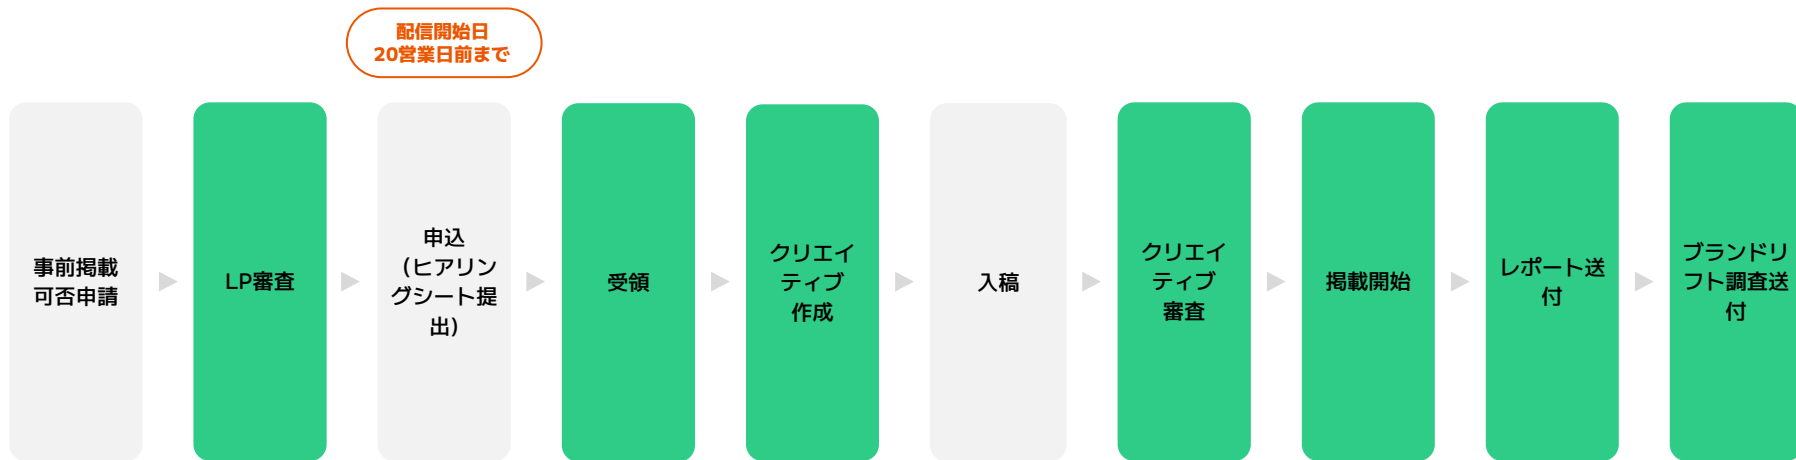 配信開始日
20営業日前まで
事前掲載
可否申請
LP審査
申込
（ヒアリン
グシート提
出）
受領
クリエイ
ティブ
作成
入稿
クリエイ
ティブ
審査
掲載開始
レポート送
付
ブランドリ
フト調査送
付